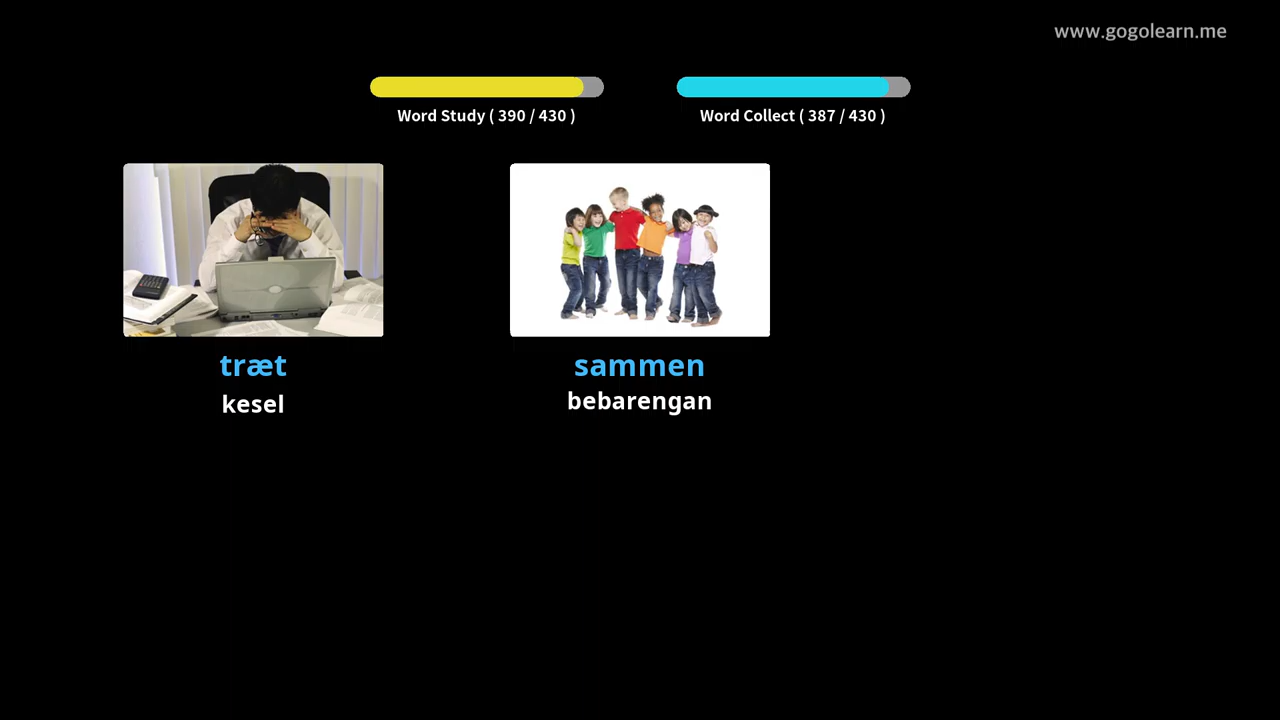 www.gogolearn.me
Word Study ( 390 / 430 )
Word Collect ( 387 / 430 )
træt
sammen
kesel
bebarengan